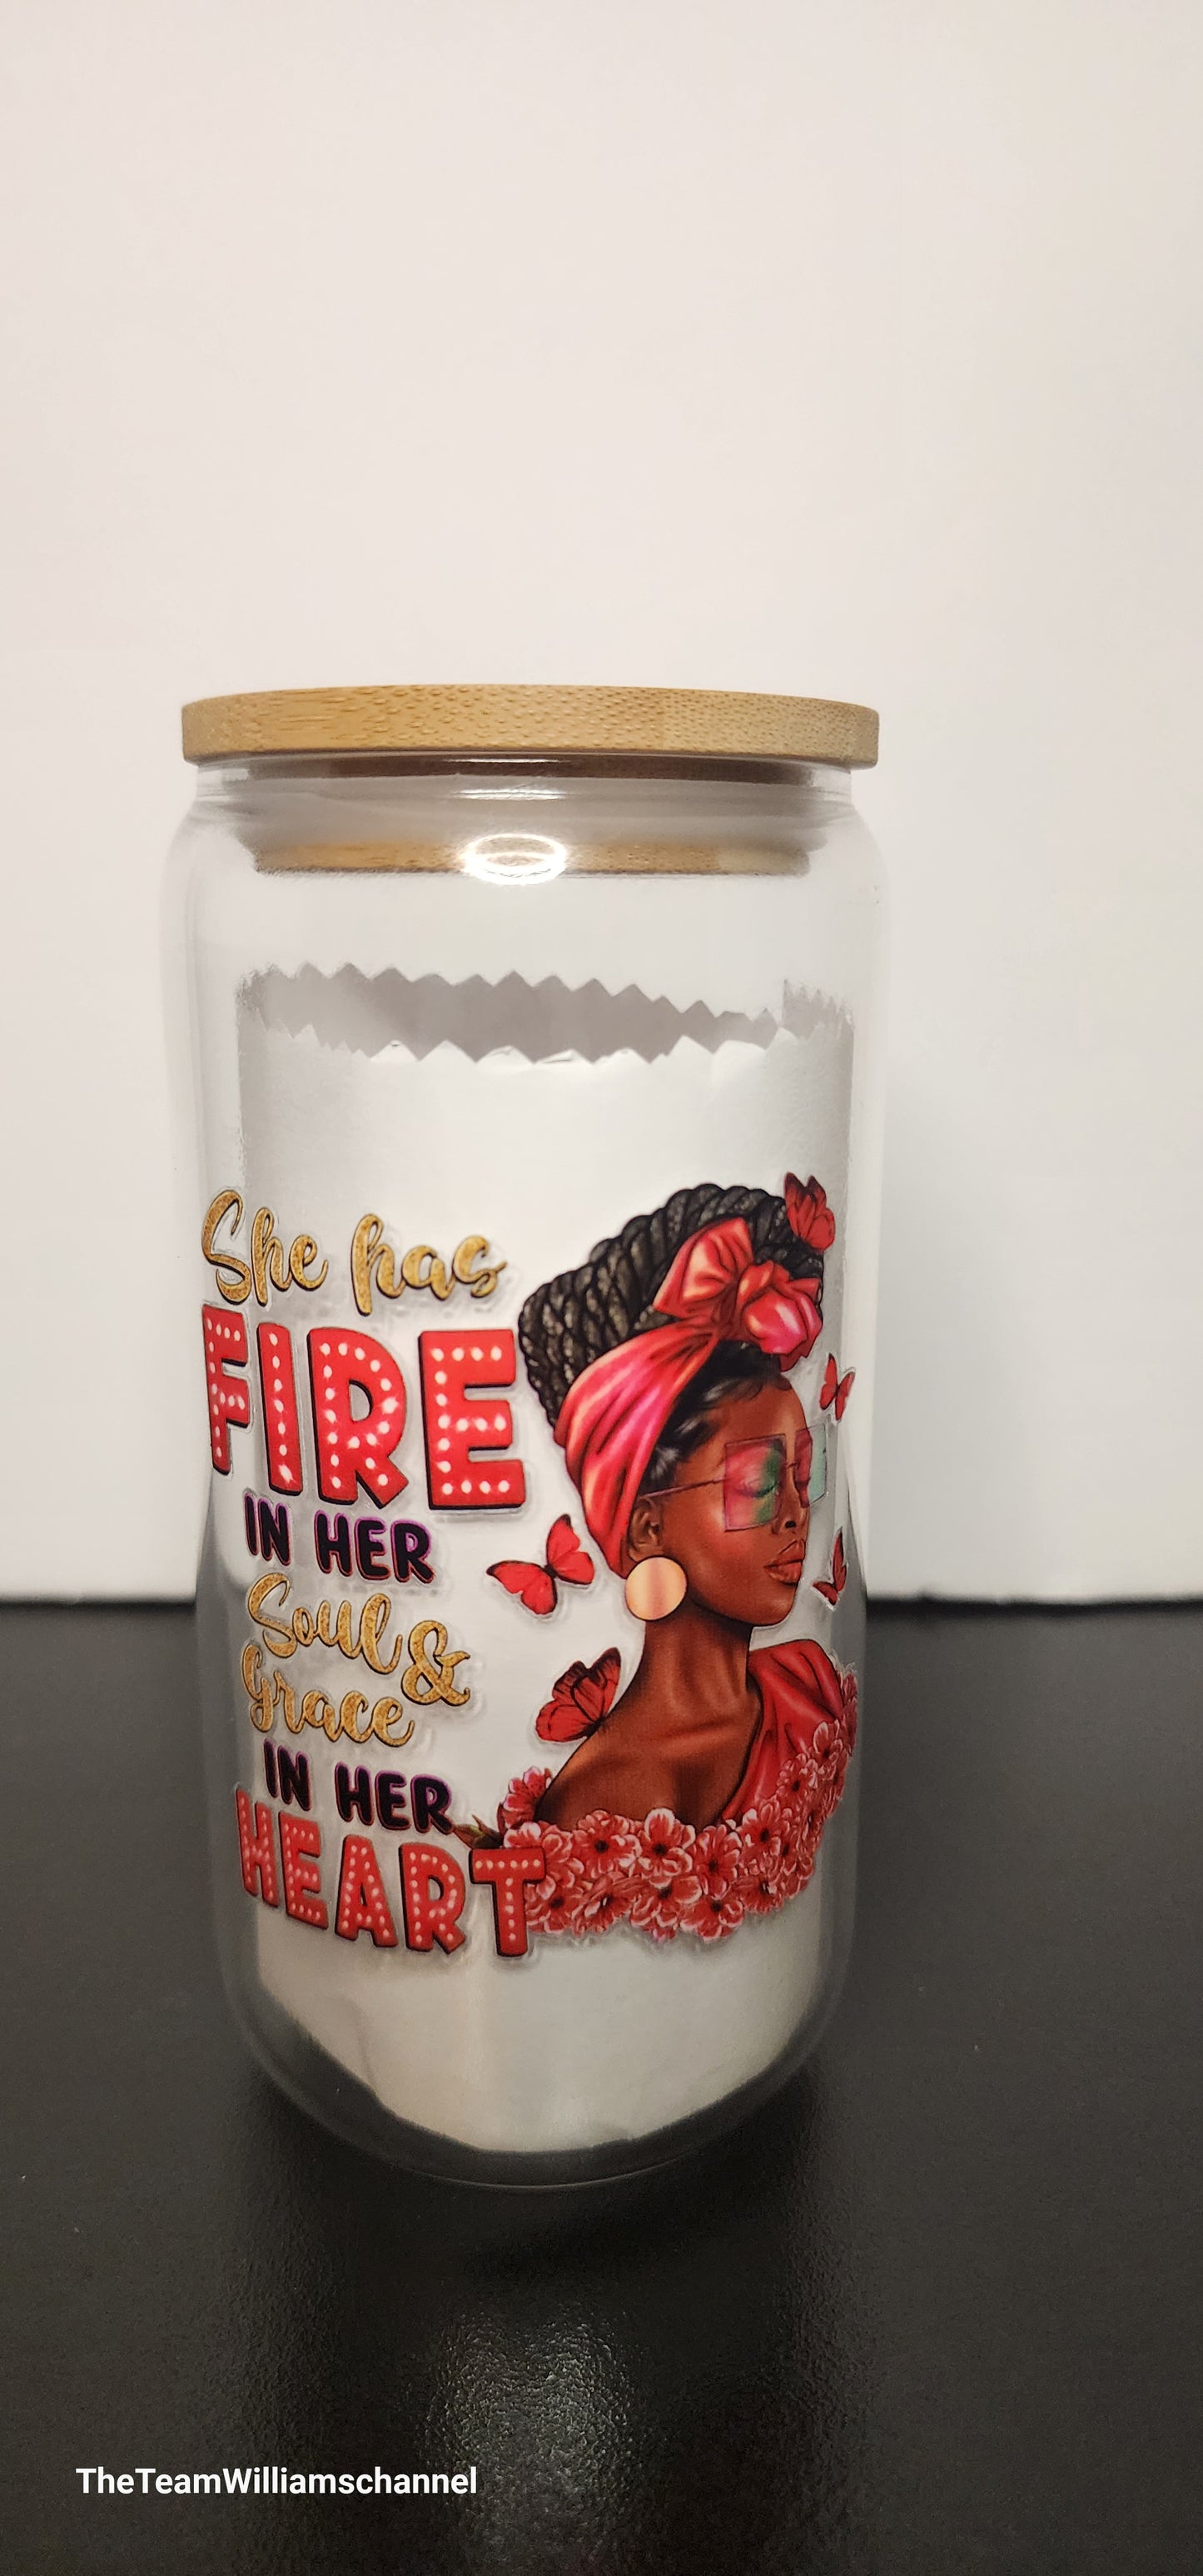 She has
FIRE
IN HER
Soul &
Grace
IN HER
HEART
TheTeamWilliamschannel